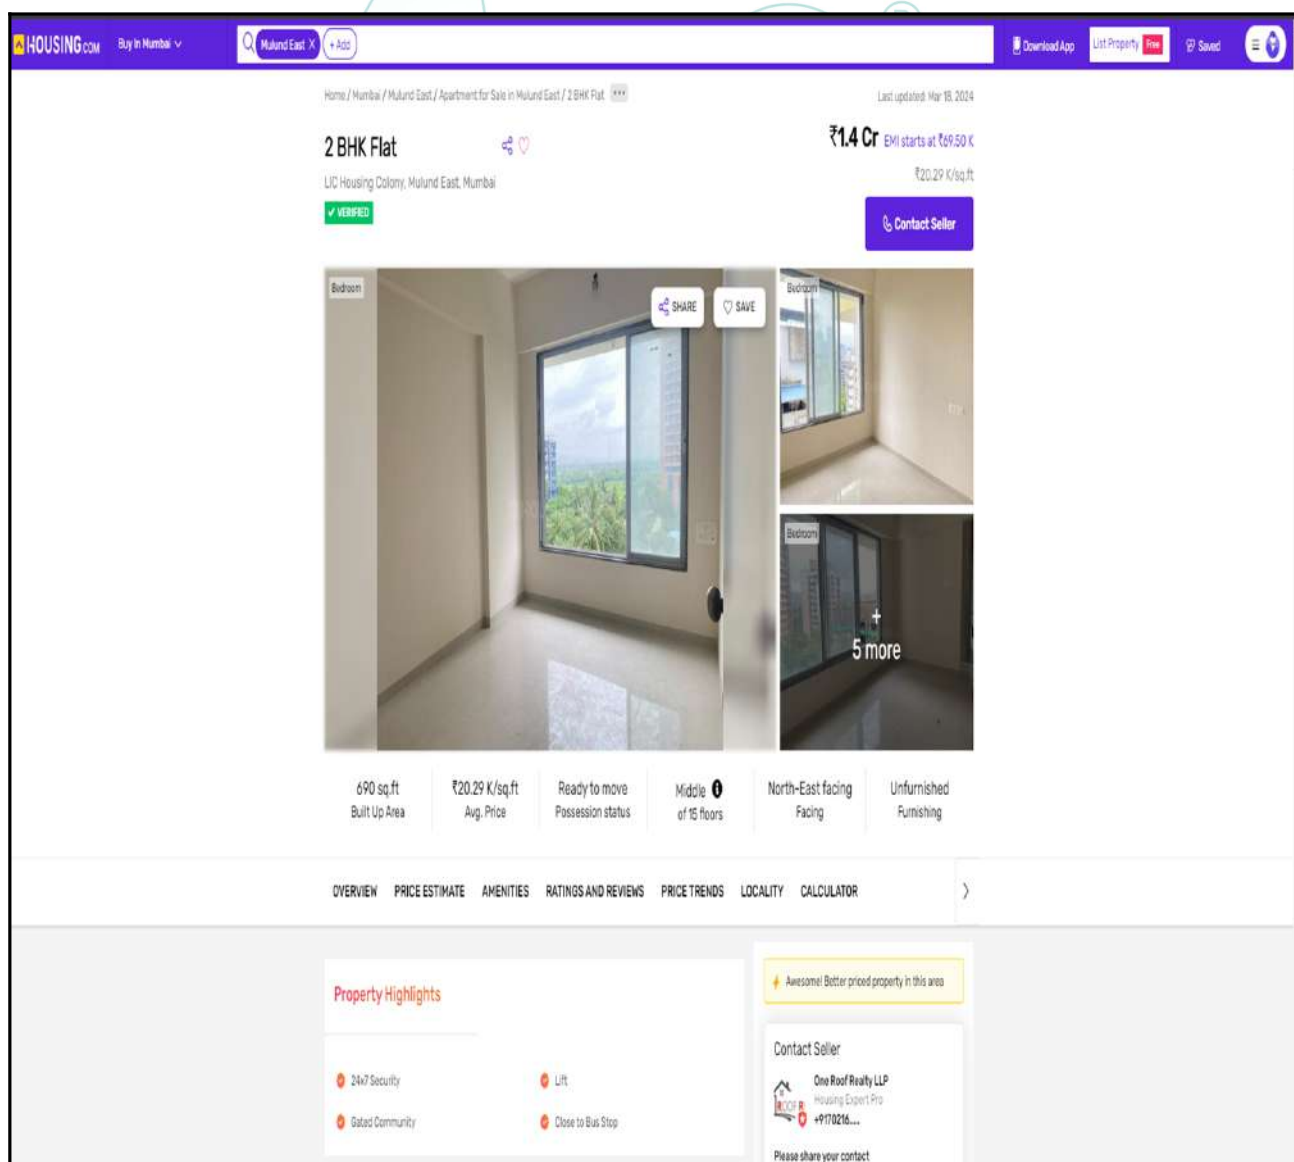 HOUSING.COM Buy in Mumbai Mulund East X + Add Download App List Property Free Saved
Home / Mumbai / Mulund East / Apartment for Sale in Mulund East / 2 BHK Flat ...
Last updated: Mar 18, 2024
2 BHK Flat
₹1.4 Cr EMI starts at ₹69.50 K
LIC Housing Colony, Mulund East, Mumbai
₹20.29 K/sq.ft
✓ VERIFIED
Contact Seller
Bedroom
SHARE
SAVE
Bedroom
Bedroom
+
5 more
690 sq.ft
Built Up Area
₹20.29 K/sq.ft
Avg. Price
Ready to move
Possession status
Middle
of 15 floors
North-East facing
Facing
Unfurnished
Furnishing
OVERVIEW PRICE ESTIMATE AMENITIES RATINGS AND REVIEWS PRICE TRENDS LOCALITY CALCULATOR
Property Highlights
24x7 Security
Lift
Gated Community
Close to Bus Stop
Awesome! Better priced property in this area
Contact Seller
One Roof Realty LLP
Housing Expert Pro
+9170216....
Please share your contact